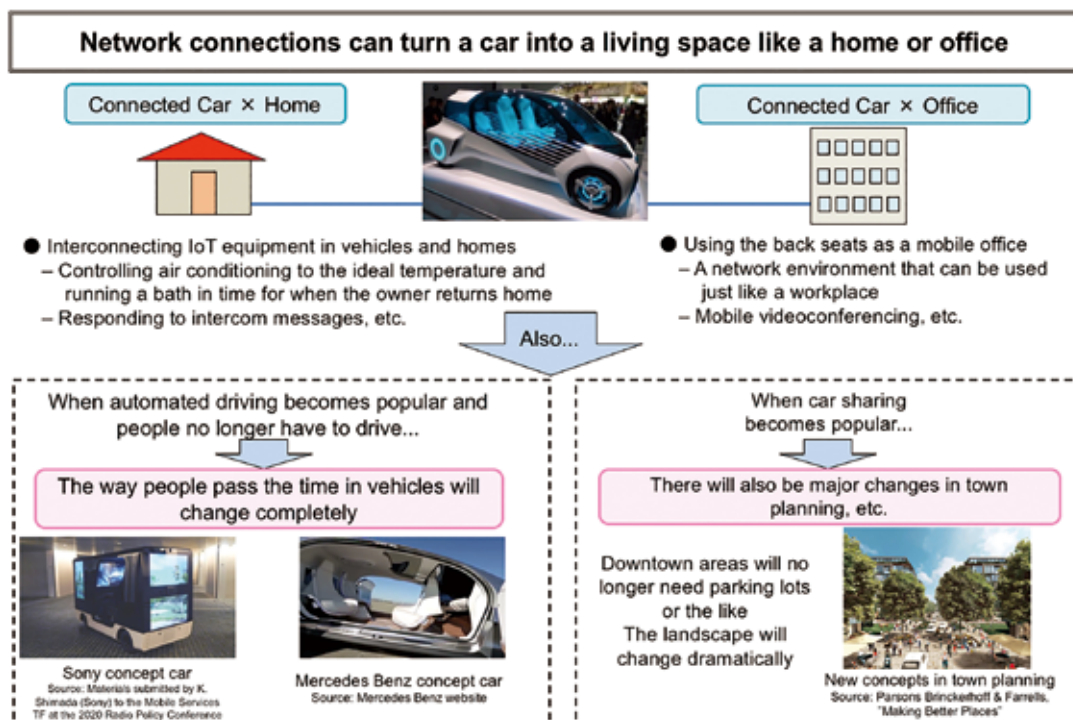 Network connections can turn a car into a living space like a home or office
Connected Car × Home
Connected Car × Office
● Interconnecting IoT equipment in vehicles and homes
– Controlling air conditioning to the ideal temperature and
running a bath in time for when the owner returns home
– Responding to intercom messages, etc.
● Using the back seats as a mobile office
– A network environment that can be used
just like a workplace
– Mobile videoconferencing, etc.
Also...
When automated driving becomes popular and
people no longer have to drive...
The way people pass the time in vehicles will
change completely
Sony concept car
Source: Materials submitted by K.
Shimada (Sony) to the Mobile Services
TF at the 2020 Radio Policy Conference
Mercedes Benz concept car
Source: Mercedes Benz website
When car sharing
becomes popular...
There will also be major changes in town
planning, etc.
Downtown areas will no
longer need parking lots
or the like
The landscape will
change dramatically
New concepts in town planning
Source: Parsons Brinckerhoff & Farrells,
"Making Better Places"